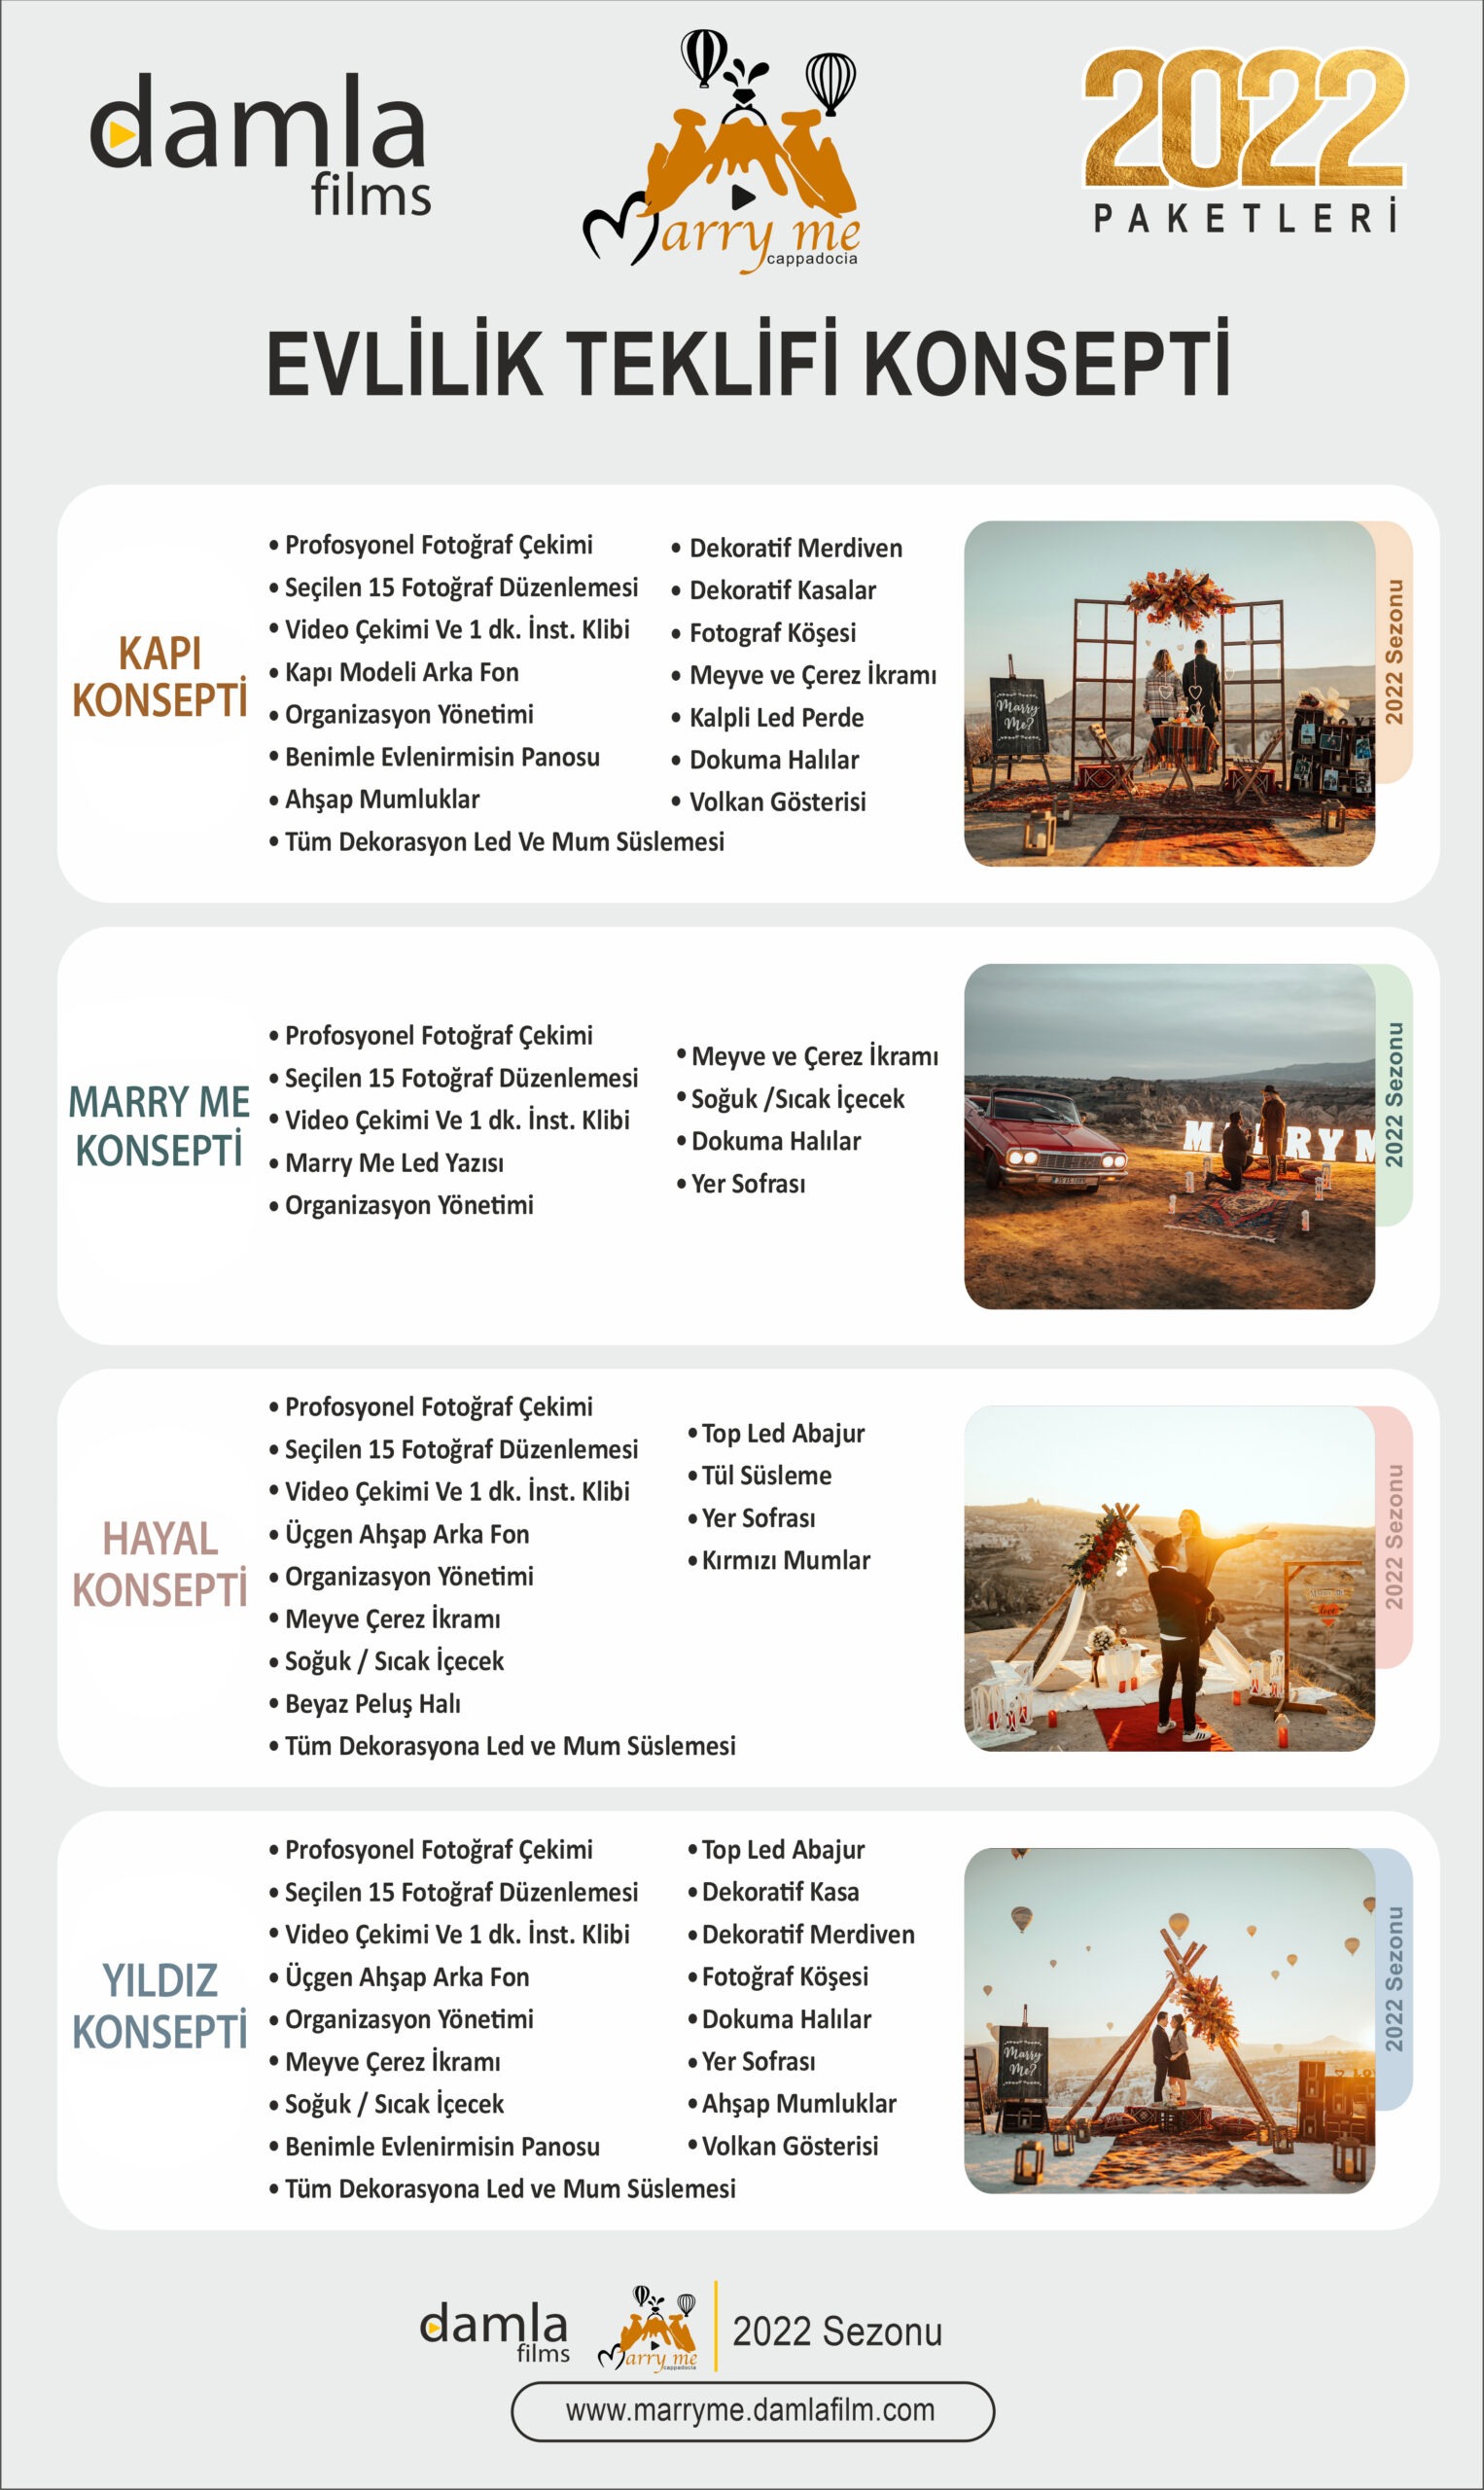 damla
films
Marry me
cappadocia
2022
PAKETLERİ
EVLİLİK TEKLİFİ KONSEPTİ
KAPI
KONSEPTİ
• Profosyonel Fotoğraf Çekimi
• Seçilen 15 Fotoğraf Düzenlemesi
• Video Çekimi Ve 1 dk. İnst. Klibi
• Kapı Modeli Arka Fon
• Organizasyon Yönetimi
• Benimle Evlenirmisin Panosu
• Ahşap Mumluklar
• Tüm Dekorasyon Led Ve Mum Süslemesi
• Dekoratif Merdiven
• Dekoratif Kasalar
• Fotograf Köşesi
• Meyve ve Çerez İkramı
• Kalpli Led Perde
• Dokuma Halılar
• Volkan Gösterisi
Marry
Me?
2022 Sezonu
MARRY ME
KONSEPTİ
• Profosyonel Fotoğraf Çekimi
• Seçilen 15 Fotoğraf Düzenlemesi
• Video Çekimi Ve 1 dk. İnst. Klibi
• Marry Me Led Yazısı
• Organizasyon Yönetimi
• Meyve ve Çerez İkramı
• Soğuk /Sıcak İçecek
• Dokuma Halılar
• Yer Sofrası
2022 Sezonu
HAYAL
KONSEPTİ
• Profosyonel Fotoğraf Çekimi
• Seçilen 15 Fotoğraf Düzenlemesi
• Video Çekimi Ve 1 dk. İnst. Klibi
• Üçgen Ahşap Arka Fon
• Organizasyon Yönetimi
• Meyve Çerez İkramı
• Soğuk / Sıcak İçecek
• Beyaz Peluş Halı
• Tüm Dekorasyona Led ve Mum Süslemesi
• Top Led Abajur
• Tül Süsleme
• Yer Sofrası
• Kırmızı Mumlar
2022 Sezonu
YILDIZ
KONSEPTİ
• Profosyonel Fotoğraf Çekimi
• Seçilen 15 Fotoğraf Düzenlemesi
• Video Çekimi Ve 1 dk. İnst. Klibi
• Üçgen Ahşap Arka Fon
• Organizasyon Yönetimi
• Meyve Çerez İkramı
• Soğuk / Sıcak İçecek
• Benimle Evlenirmisin Panosu
• Tüm Dekorasyona Led ve Mum Süslemesi
• Top Led Abajur
• Dekoratif Kasa
• Dekoratif Merdiven
• Fotoğraf Köşesi
• Dokuma Halılar
• Yer Sofrası
• Ahşap Mumluklar
• Volkan Gösterisi
Marry
Me?
2022 Sezonu
damla
films
Marry me
cappadocia
2022 Sezonu
www.marryme.damlafilm.com